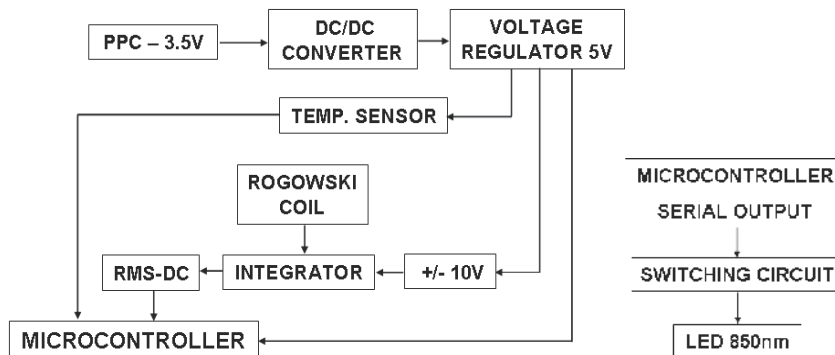 PPC – 3.5V
DC/DC
CONVERTER
VOLTAGE
REGULATOR 5V
TEMP. SENSOR
ROGOWSKI
COIL
RMS-DC
INTEGRATOR
+/- 10V
MICROCONTROLLER
MICROCONTROLLER
SERIAL OUTPUT
SWITCHING CIRCUIT
LED 850nm